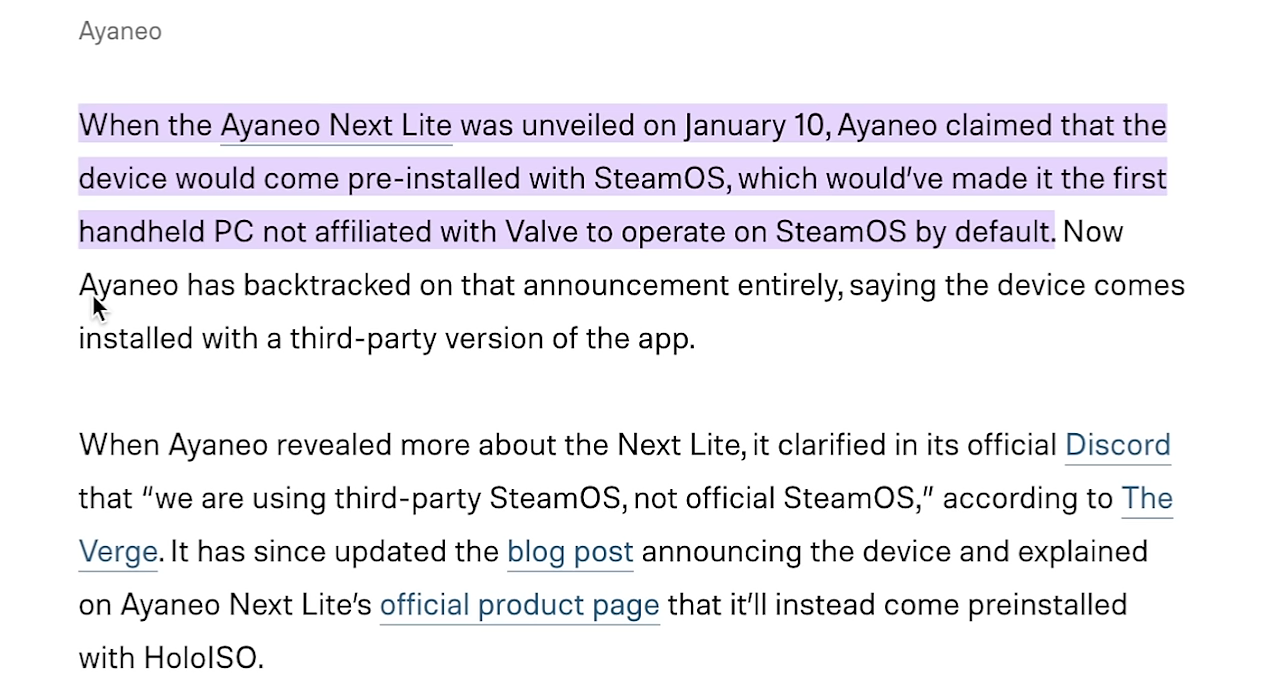 Ayaneo
When the Ayaneo Next Lite was unveiled on January 10, Ayaneo claimed that the
device would come pre-installed with SteamOS, which would've made it the first
handheld PC not affiliated with Valve to operate on SteamOS by default. Now
Ayaneo has backtracked on that announcement entirely, saying the device comes
installed with a third-party version of the app.
When Ayaneo revealed more about the Next Lite, it clarified in its official Discord
that “we are using third-party SteamOS, not official SteamOS,” according to The
Verge. It has since updated the blog post announcing the device and explained
on Ayaneo Next Lite's official product page that it'll instead come preinstalled
with HoloISO.